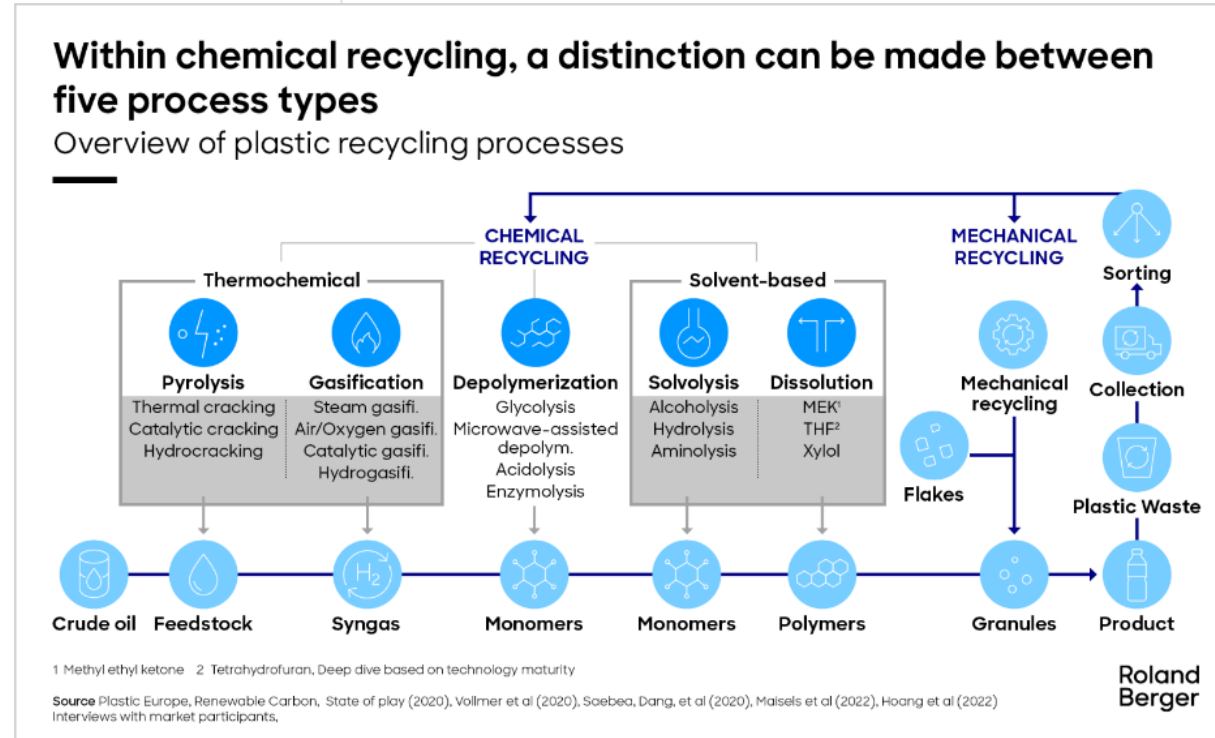 Within chemical recycling, a distinction can be made between
five process types
Overview of plastic recycling processes
CHEMICAL
RECYCLING
MECHANICAL
RECYCLING
Sorting
Thermochemical
Solvent-based
Pyrolysis
Thermal cracking
Catalytic cracking
Hydrocracking
Gasification
Steam gasifi.
Air/Oxygen gasifi.
Catalytic gasifi.
Hydrogasifi.
Depolymerization
Glycolysis
Microwave-assisted
depolym.
Acidolysis
Enzymolysis
Solvolysis
Alcoholysis
Hydrolysis
Aminolysis
Dissolution
MEK¹
THF²
Xylol
Mechanical
recycling
Collection
Flakes
Plastic Waste
H₂
Crude oil
Feedstock
Syngas
Monomers
Monomers
Polymers
Granules
Product
1 Methyl ethyl ketone 2 Tetrahydrofuran, Deep dive based on technology maturity
Source Plastic Europe, Renewable Carbon, State of play (2020), Vollmer et al (2020), Saebea, Dang, et al (2020), Maisels et al (2022), Hoang et al (2022)
Interviews with market participants,
Roland
Berger